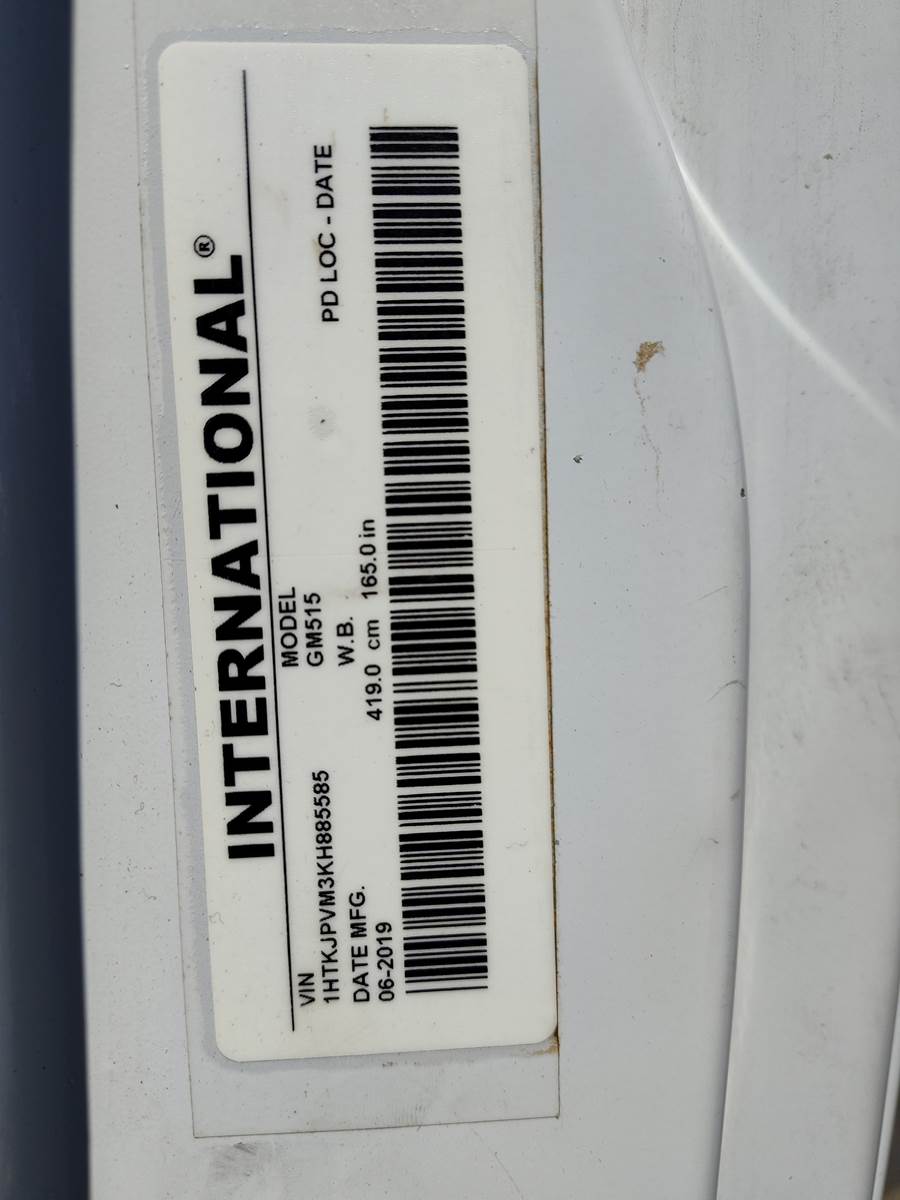 INTERNATIONAL®
VIN
1HTKJPVM3KH885585
DATE MFG.
06-2019
MODEL
GM515
W.B.
419.0 cm 165.0 in
PD LOC - DATE